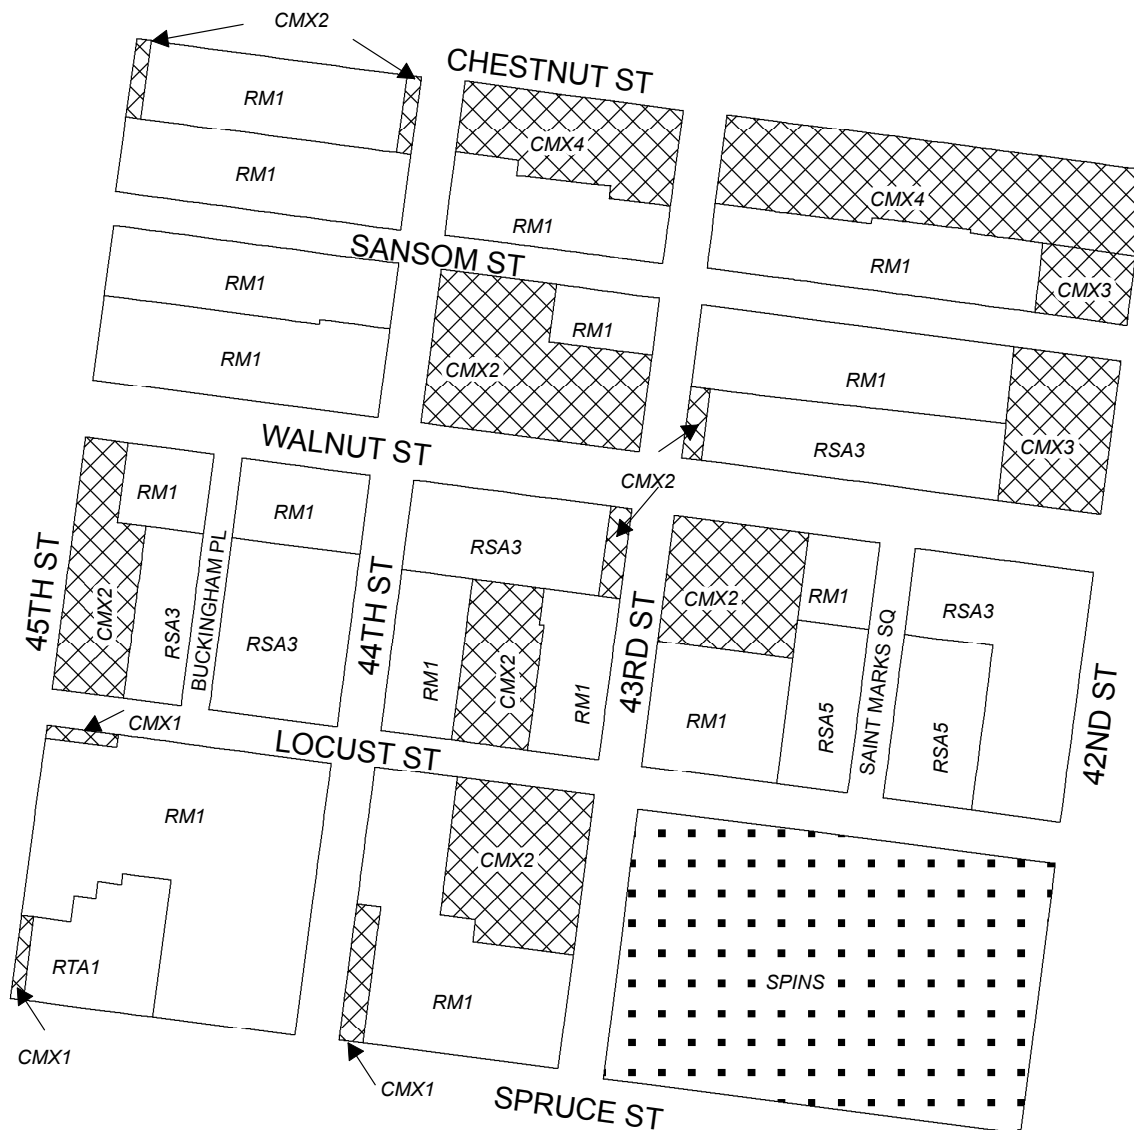 CMX2
CHESTNUT ST
RM1
CMX4
RM1
CMX4
RM1
SANSOM ST
RM1
RM1
CMX3
RM1
RM1
CMX2
RM1
WALNUT ST
RSA3
CMX3
CMX2
RM1
RM1
RSA3
45TH ST
CMX2
RSA3
BUCKINGHAM PL
RSA3
44TH ST
RM1
CMX2
RM1
43RD ST
CMX2
RM1
RM1
RSA5
SAINT MARKS SQ
RSA3
RSA5
42ND ST
CMX1
LOCUST ST
RM1
CMX2
RTA1
RM1
SPINS
CMX1
CMX1
SPRUCE ST